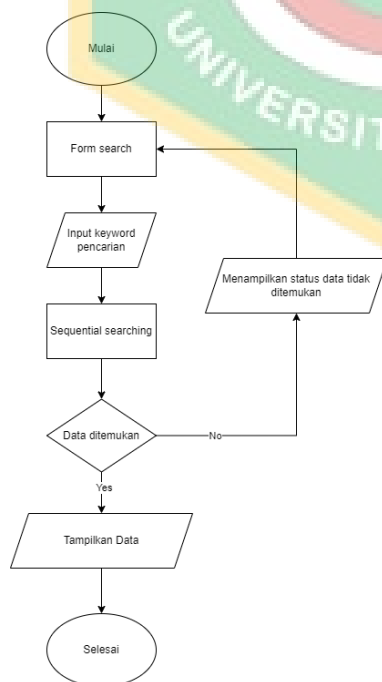 UNIVERSIT
Mulai
Form search
Input keyword
pencarian
Menampilkan status data tidak
ditemukan
Sequential searching
Data ditemukan
No
Yes
Tampilkan Data
Selesai